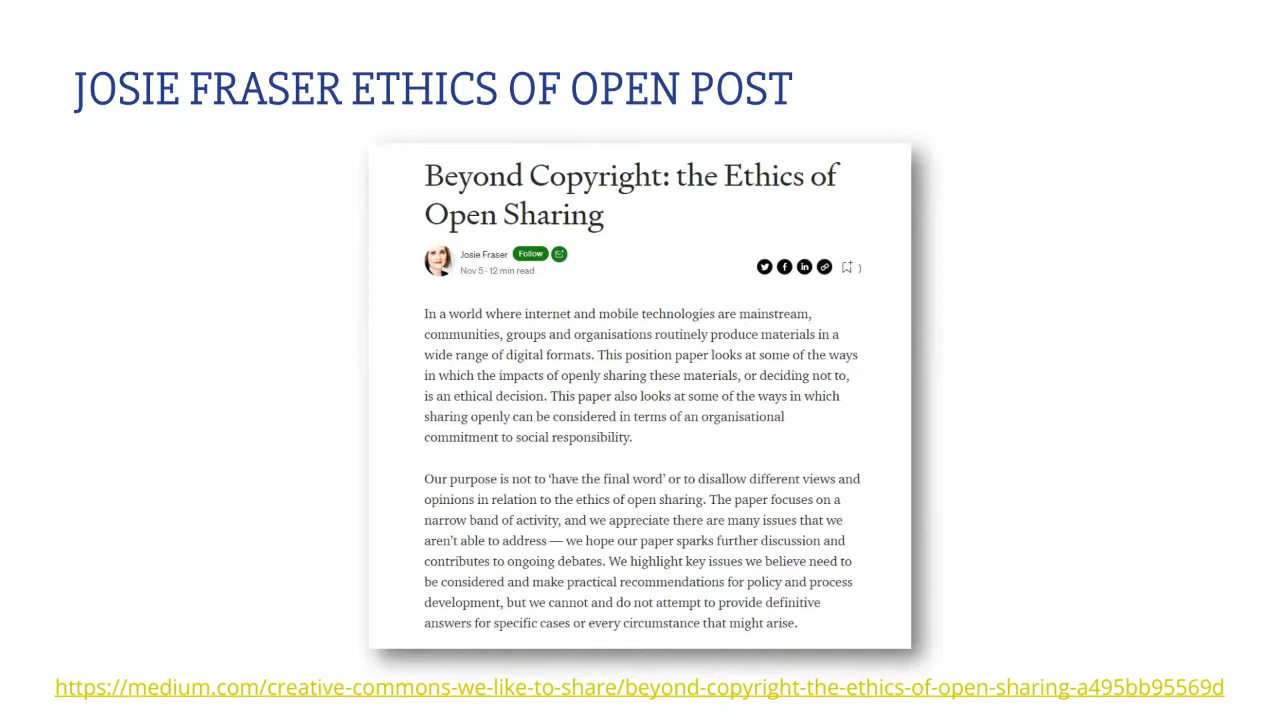 JOSIE FRASER ETHICS OF OPEN POST
Beyond Copyright: the Ethics of
Open Sharing
Josie Fraser Follow
Nov 5 · 12 min read
In a world where internet and mobile technologies are mainstream,
communities, groups and organisations routinely produce materials in a
wide range of digital formats. This position paper looks at some of the ways
in which the impacts of openly sharing these materials, or deciding not to,
is an ethical decision. This paper also looks at some of the ways in which
sharing openly can be considered in terms of an organisational
commitment to social responsibility.
Our purpose is not to ‘have the final word’ or to disallow different views and
opinions in relation to the ethics of open sharing. The paper focuses on a
narrow band of activity, and we appreciate there are many issues that we
aren’t able to address — we hope our paper sparks further discussion and
contributes to ongoing debates. We highlight key issues we believe need to
be considered and make practical recommendations for policy and process
development, but we cannot and do not attempt to provide definitive
answers for specific cases or every circumstance that might arise.
https://medium.com/creative-commons-we-like-to-share/beyond-copyright-the-ethics-of-open-sharing-a495bb95569d